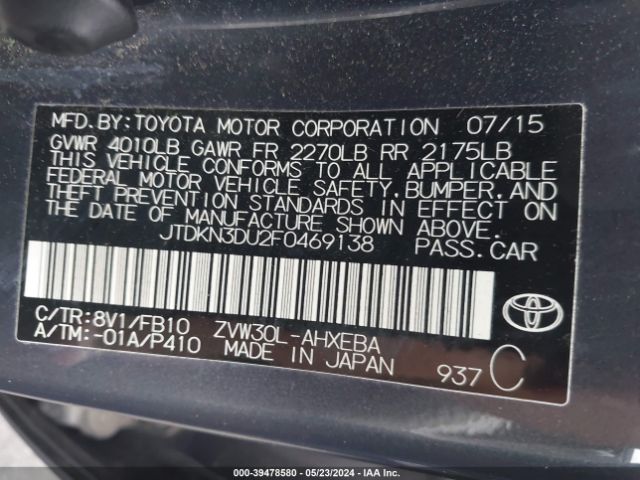 MFD.BY:TOYOTA MOTOR CORPORATION 07/15
GVWR 4010LB GAWR FR 2270LB RR 2175LB
THIS VEHICLE CONFORMS TO ALL APPLICABLE
FEDERAL MOTOR VEHICLE SAFETY,BUMPER,AND
THEFT PREVENTION STANDARDS IN EFFECT ON
THE DATE OF MANUFACTURE SHOWN ABOVE.
JTDKN3DU2F0469138 PASS.CAR
C/TR:8V1/FB10 ZVW30L-AHXEBA
A/TM:-01A/P410 MADE IN JAPAN
937 C
TOYOTA
000-39478580 - 05/23/2024 - IAA Inc.